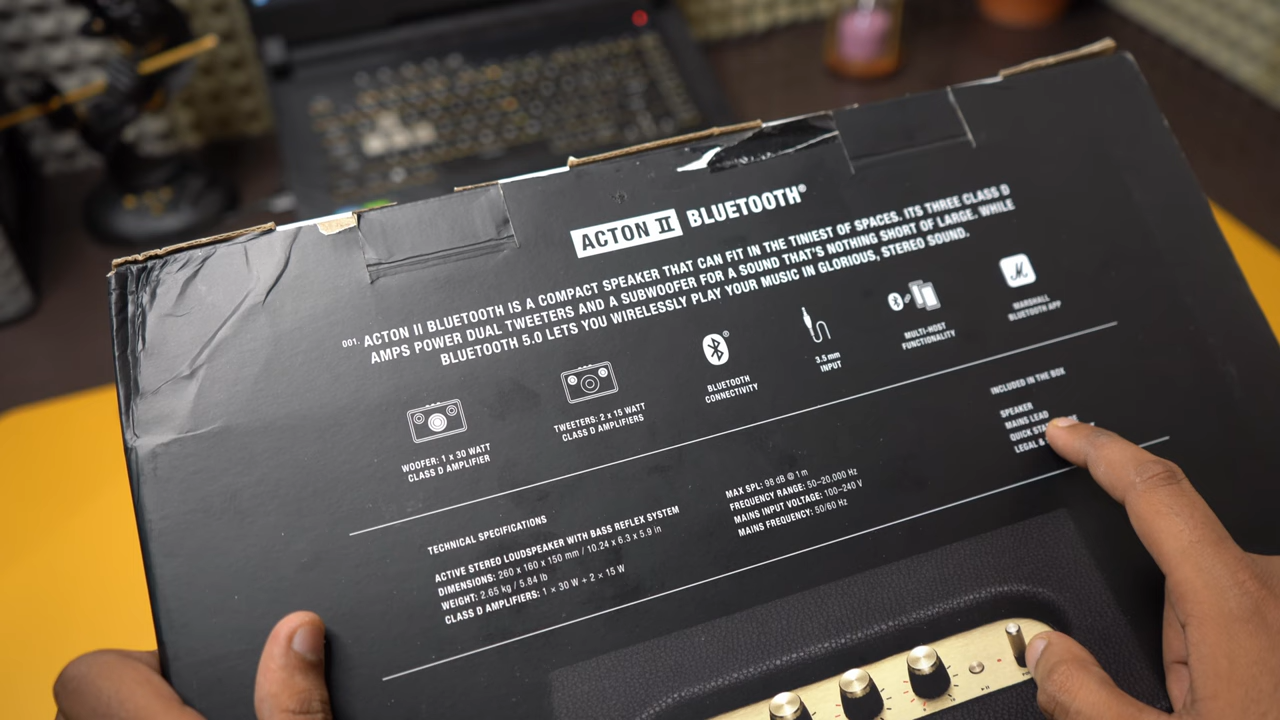 ACTON II BLUETOOTH®
001. ACTON II BLUETOOTH IS A COMPACT SPEAKER THAT CAN FIT IN THE TINIEST OF SPACES. ITS THREE CLASS D
AMPS POWER DUAL TWEETERS AND A SUBWOOFER FOR A SOUND THAT'S NOTHING SHORT OF LARGE. WHILE
BLUETOOTH 5.0 LETS YOU WIRELESSLY PLAY YOUR MUSIC IN GLORIOUS, STEREO SOUND.
WOOFER: 1 x 30 WATT
CLASS D AMPLIFIER
TWEETERS: 2 x 15 WATT
CLASS D AMPLIFIERS
BLUETOOTH
CONNECTIVITY
3.5 mm
INPUT
MULTI-HOST
FUNCTIONALITY
M
MARSHALL
BLUETOOTH APP
TECHNICAL SPECIFICATIONS
ACTIVE STEREO LOUDSPEAKER WITH BASS REFLEX SYSTEM
DIMENSIONS: 260 x 160 x 150 mm / 10.24 x 6.3 x 5.9 in
WEIGHT: 2.65 kg / 5.84 lb
CLASS D AMPLIFIERS: 1 × 30 W + 2 × 15 W
MAX SPL: 98 dB @ 1 m
FREQUENCY RANGE: 50–20,000 Hz
MAINS INPUT VOLTAGE: 100–240 V
MAINS FREQUENCY: 50/60 Hz
INCLUDED IN THE BOX
SPEAKER
MAINS LEAD
QUICK
LEGAL &